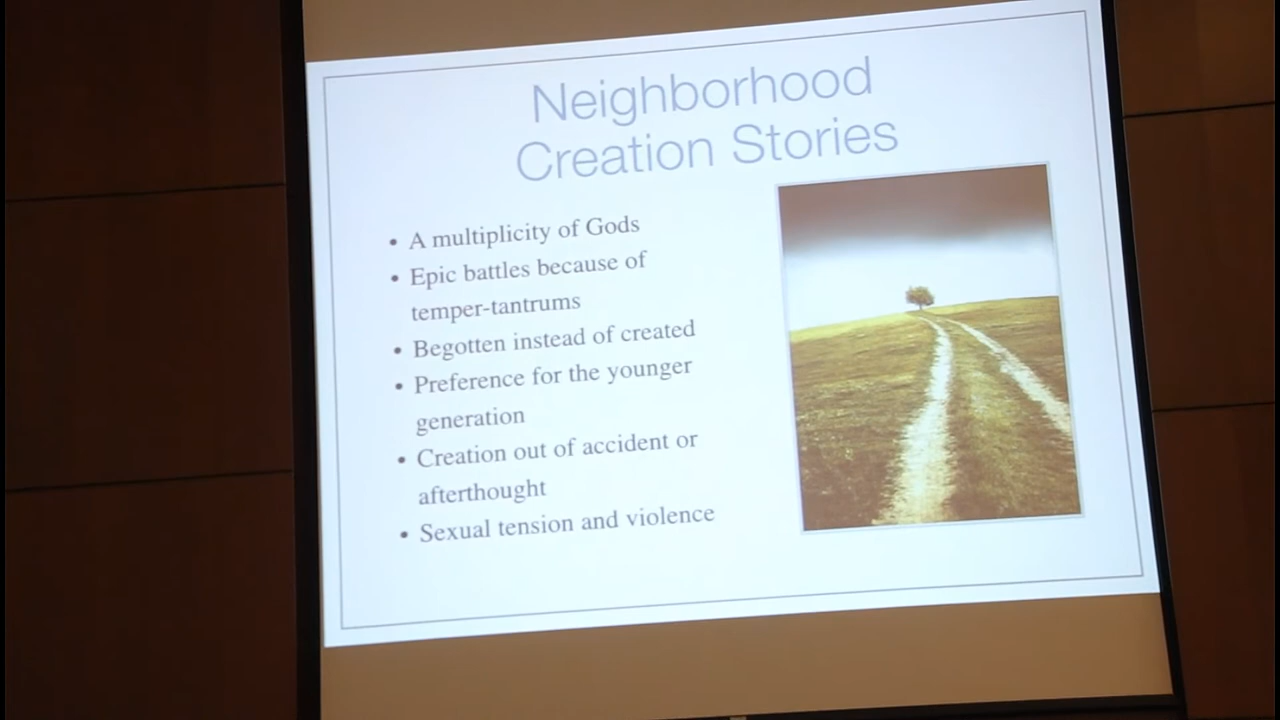 Neighborhood
Creation Stories
• A multiplicity of Gods
• Epic battles because of
temper-tantrums
• Begotten instead of created
• Preference for the younger
generation
• Creation out of accident or
afterthought
• Sexual tension and violence